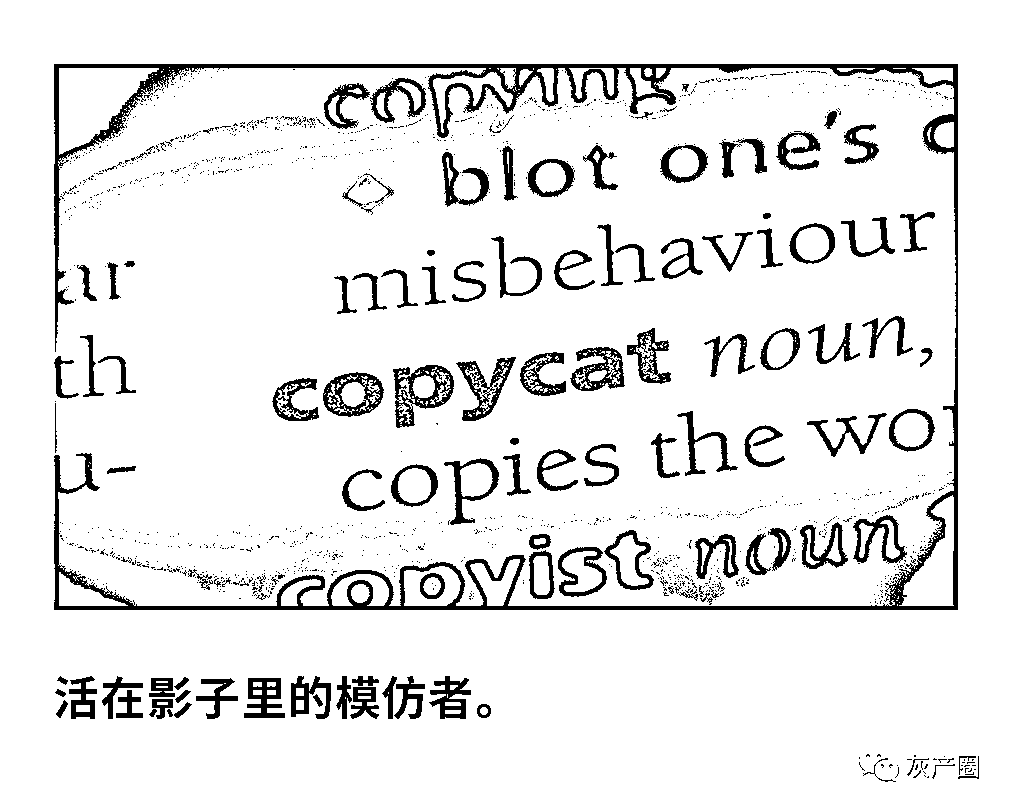 copying
blot one's
misbehaviour
ar
copycat noun,
th
copies the
u-
copyist noun
活在影子里的模仿者。
灰产圈